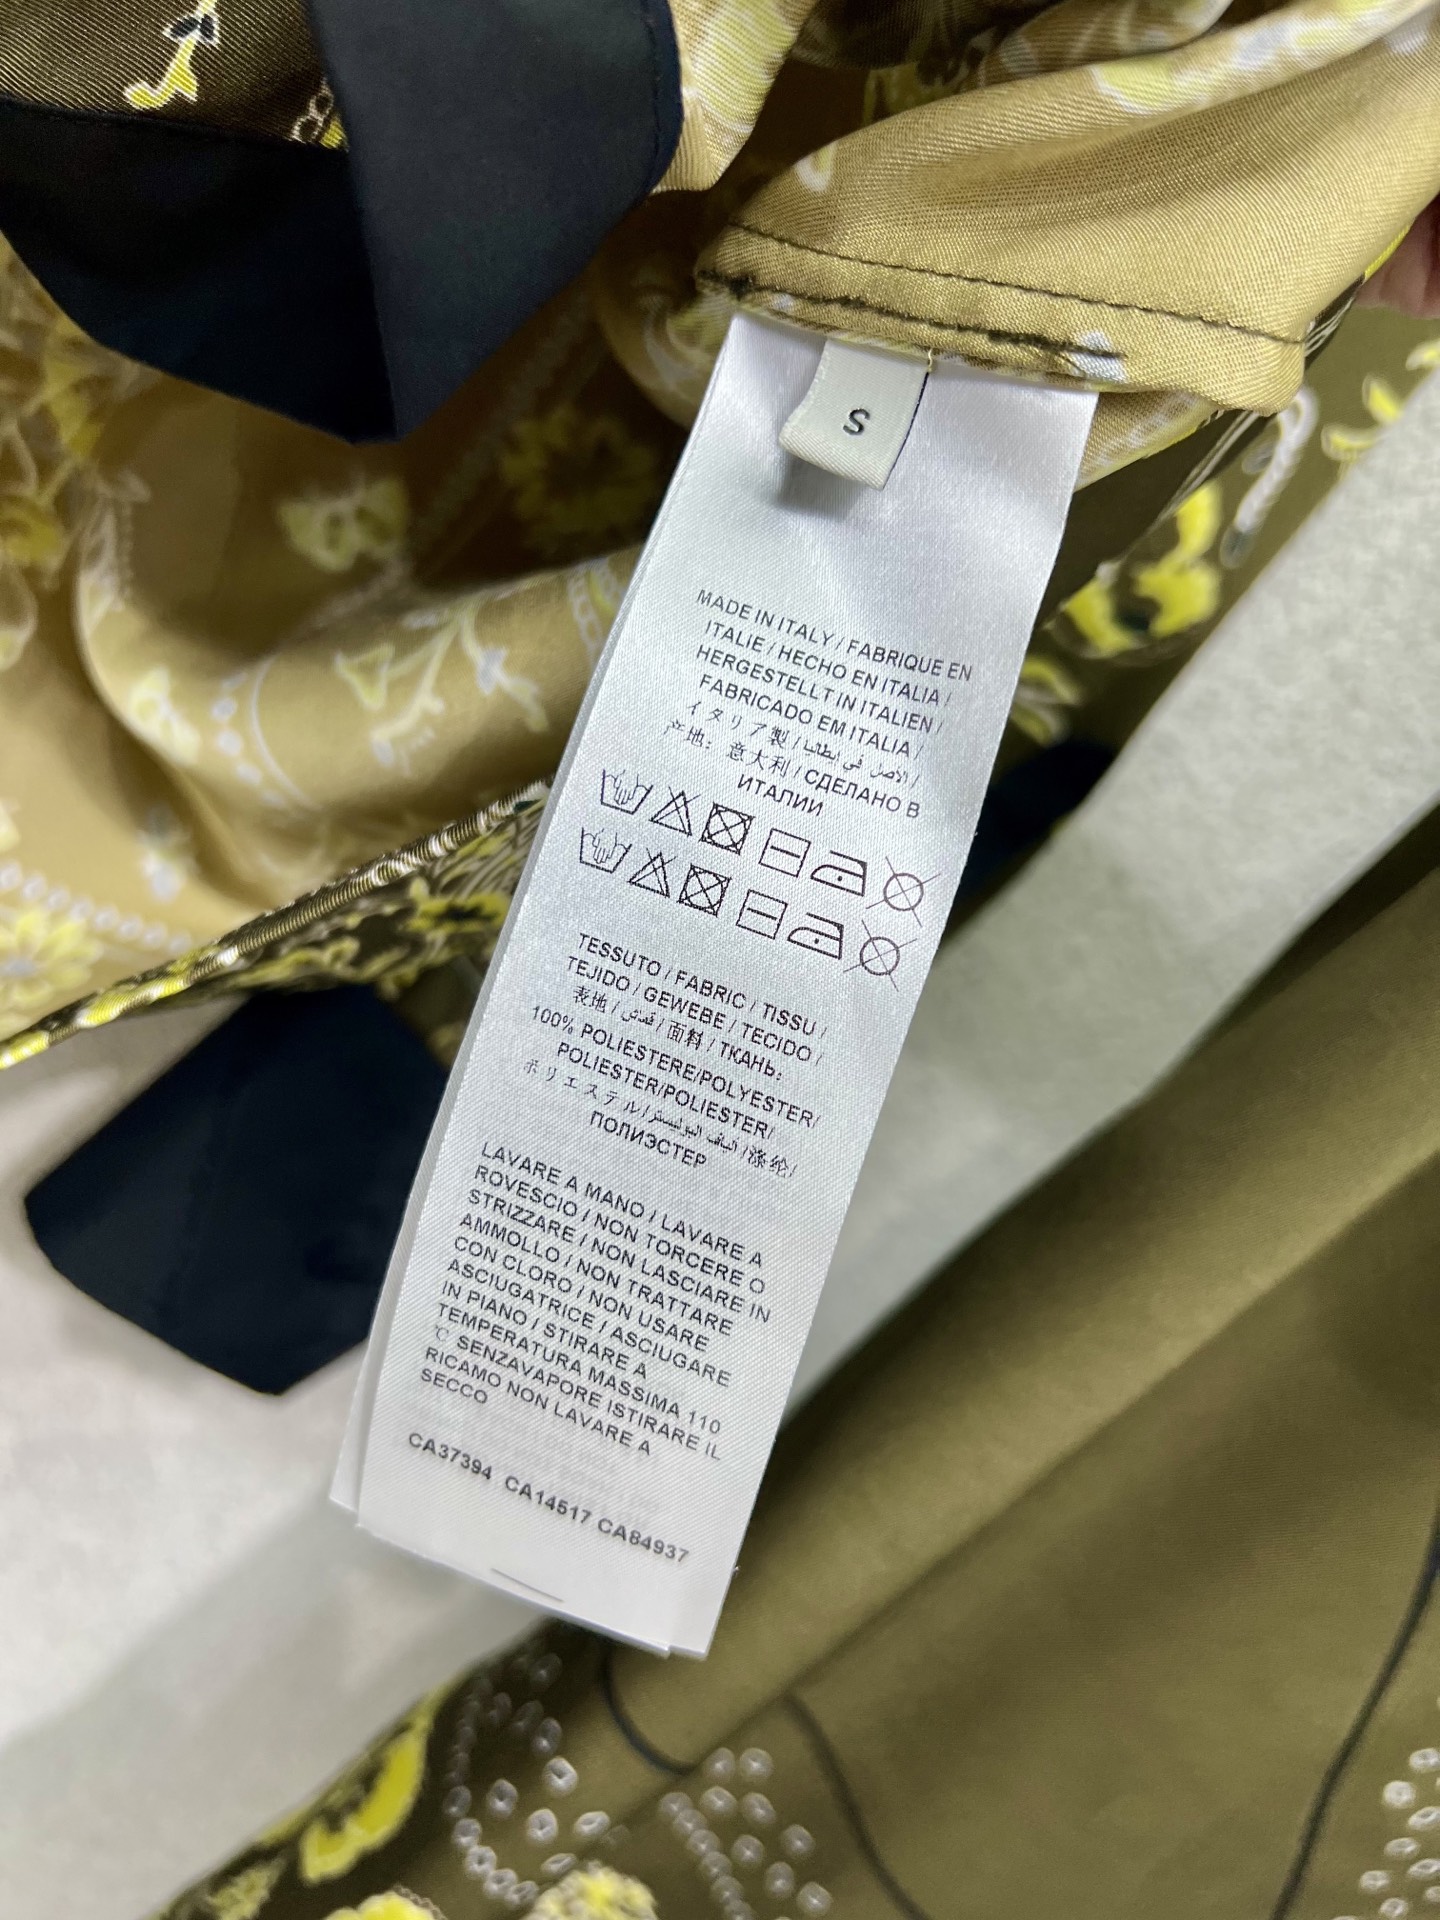 S
MADE IN ITALY / FABRIQUE EN
ITALIE / HECHO EN ITALIA /
HERGESTELLT IN ITALIEN /
FABRICADO EM ITALIA /
イタリア製 / الأصل في إيطاليا /
产地：意大利 / СДЕЛАНО В
ИТАЛИИ
TESSUTO / FABRIC / TISSU /
TEJIDO / GEWEBE / TECIDO /
表地 / قماش / 面料 / ТКАНЬ:
100% POLIESTERE/POLYESTER/
POLIESTER/POLIESTER/
ポリエステル/الياف البوليستر/涤纶/
ПОЛИЭСТЕР
LAVARE A MANO / LAVARE A
ROVESCIO / NON TORCERE O
STRIZZARE / NON LASCIARE IN
AMMOLLO / NON TRATTARE
CON CLORO / NON USARE
ASCIUGATRICE / ASCIUGARE
IN PIANO / STIRARE A
TEMPERATURA MASSIMA 110
℃ SENZAVAPORE ISTIRARE IL
RICAMO NON LAVARE A
SECCO
CA37394 CA14517 CA84937